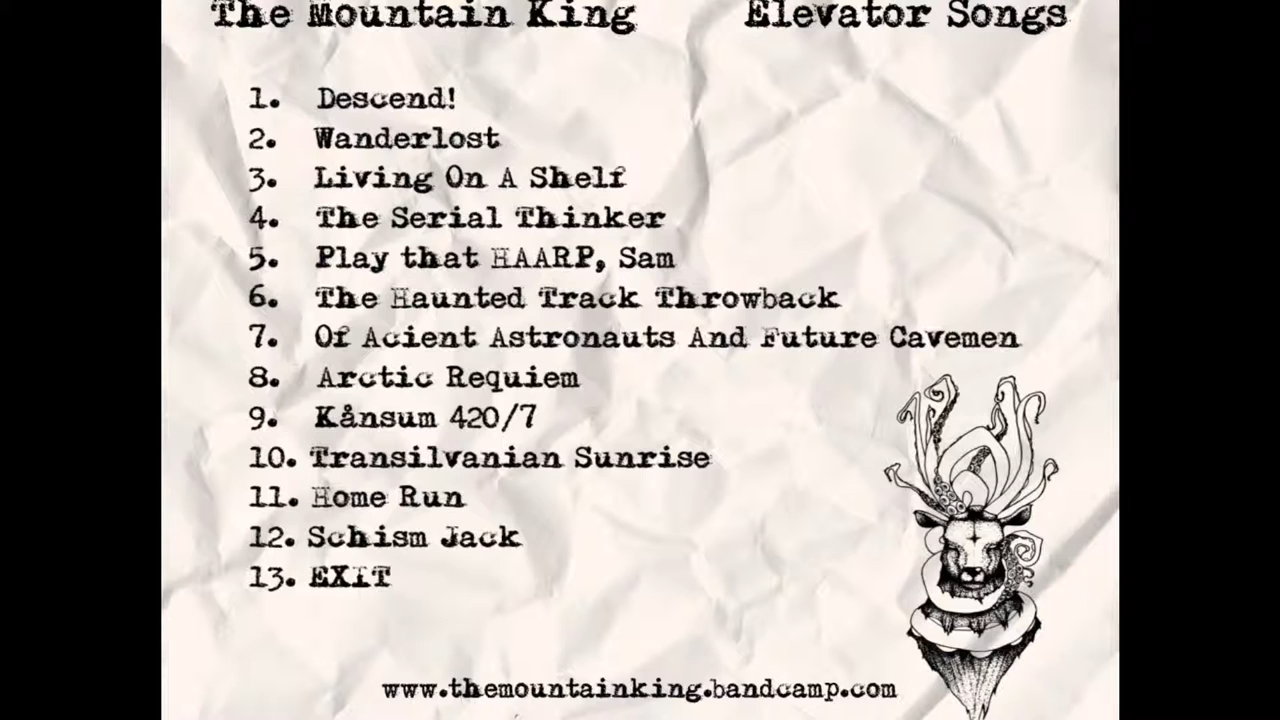 The Mountain King Elevator Songs
1. Descend!
2. Wanderlost
3. Living On A Shelf
4. The Serial Thinker
5. Play that HAARP, Sam
6. The Haunted Track Throwback
7. Of Acient Astronauts And Future Cavemen
8. Arctic Requiem
9. Kånsum 420/7
10. Transilvanian Sunrise
11. Home Run
12. Schism Jack
13. EXIT
www.themountainking.bandcamp.com